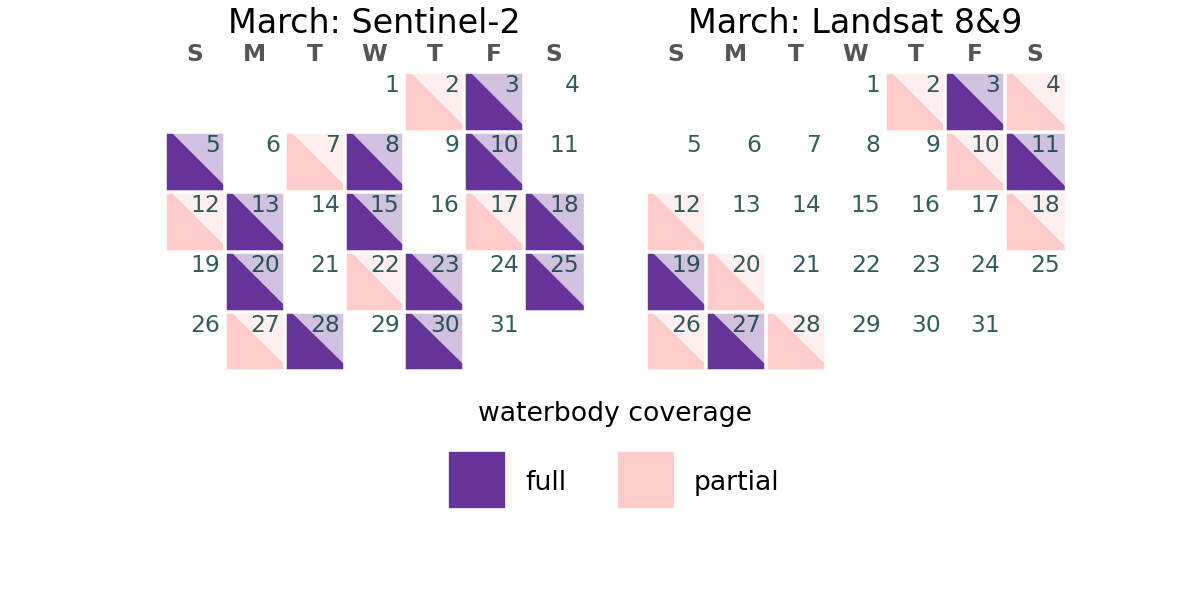 March: Sentinel-2
S M T W T F S
1 2 3 4
5 6 7 8 9 10 11
12 13 14 15 16 17 18
19 20 21 22 23 24 25
26 27 28 29 30 31
March: Landsat 8&9
S M T W T F S
1 2 3 4
5 6 7 8 9 10 11
12 13 14 15 16 17 18
19 20 21 22 23 24 25
26 27 28 29 30 31
waterbody coverage
full partial